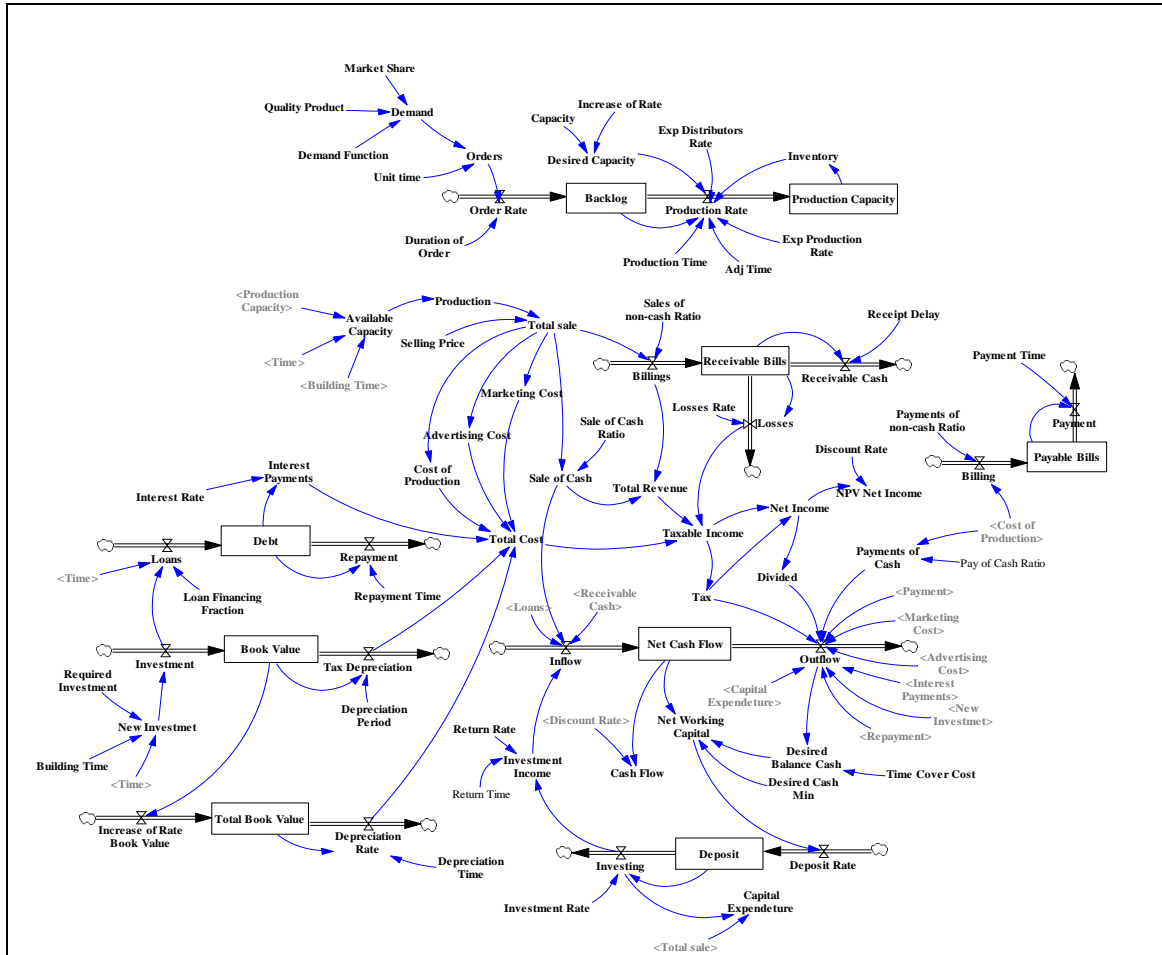 Market Share
Quality Product
Demand
Increase of Rate
Capacity
Exp Distributors
Rate
Demand Function
Orders
Desired Capacity
Inventory
Unit time
Backlog
Production Capacity
Order Rate
Production Rate
Duration of
Order
Exp Production
Rate
Production Time
Adj Time
<Production
Capacity>
Production
Sales of
non-cash Ratio
Available
Capacity
Total sale
Receipt Delay
Selling Price
<Time>
Receivable Bills
Payment Time
Billings
Receivable Cash
<Building Time>
Marketing Cost
Losses Rate
Losses
Payments of
non-cash Ratio
Payment
Advertising Cost
Sale of Cash
Ratio
Payable Bills
Interest
Payments
Cost of
Production
Sale of Cash
Discount Rate
Billing
Interest Rate
Total Revenue
NPV Net Income
Net Income
Debt
Total Cost
Taxable Income
<Cost of
Production>
Loans
Repayment
Payments of
Cash
Pay of Cash Ratio
<Time>
Divided
Loan Financing
Fraction
Repayment Time
Tax
<Payment>
<Loans>
<Receivable
Cash>
<Marketing
Cost>
Book Value
Net Cash Flow
Investment
Tax Depreciation
Inflow
Outflow
<Advertising
Cost>
Required
Investment
<Interest
Payments>
<Capital
Expendeture>
Depreciation
Period
<New
Investmet>
New Investmet
Return Rate
<Discount Rate>
Net Working
Capital
<Repayment>
Building Time
<Time>
Investment
Income
Cash Flow
Desired
Balance Cash
Time Cover Cost
Return Time
Desired Cash
Min
Total Book Value
Increase of Rate
Book Value
Depreciation
Rate
Deposit
Investing
Deposit Rate
Depreciation
Time
Investment Rate
Capital
Expendeture
<Total sale>